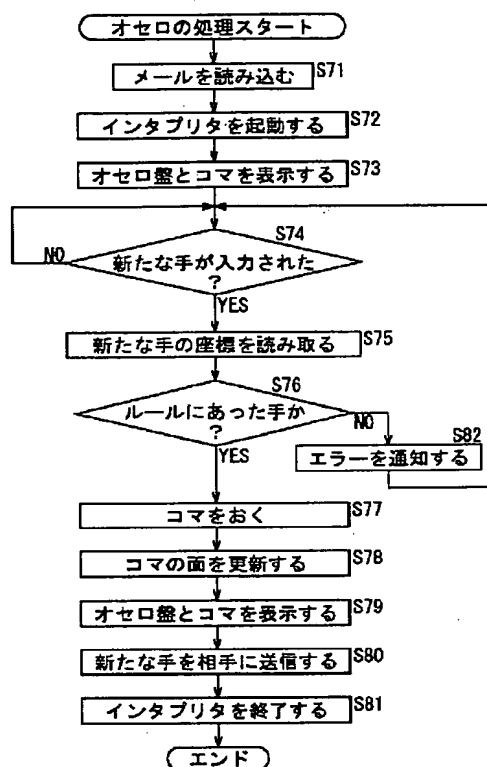 オセロの処理スタート
メールを読み込む S71
インタプリタを起動する S72
オセロ盤とコマを表示する S73
S74
新たな手が入力された
?
NO
YES
新たな手の座標を読み取る S75
S76
ルールにあった手か
?
NO
YES
S82
エラーを通知する
コマをおく S77
コマの面を更新する S78
オセロ盤とコマを表示する S79
新たな手を相手に送信する S80
インタプリタを終了する S81
エンド